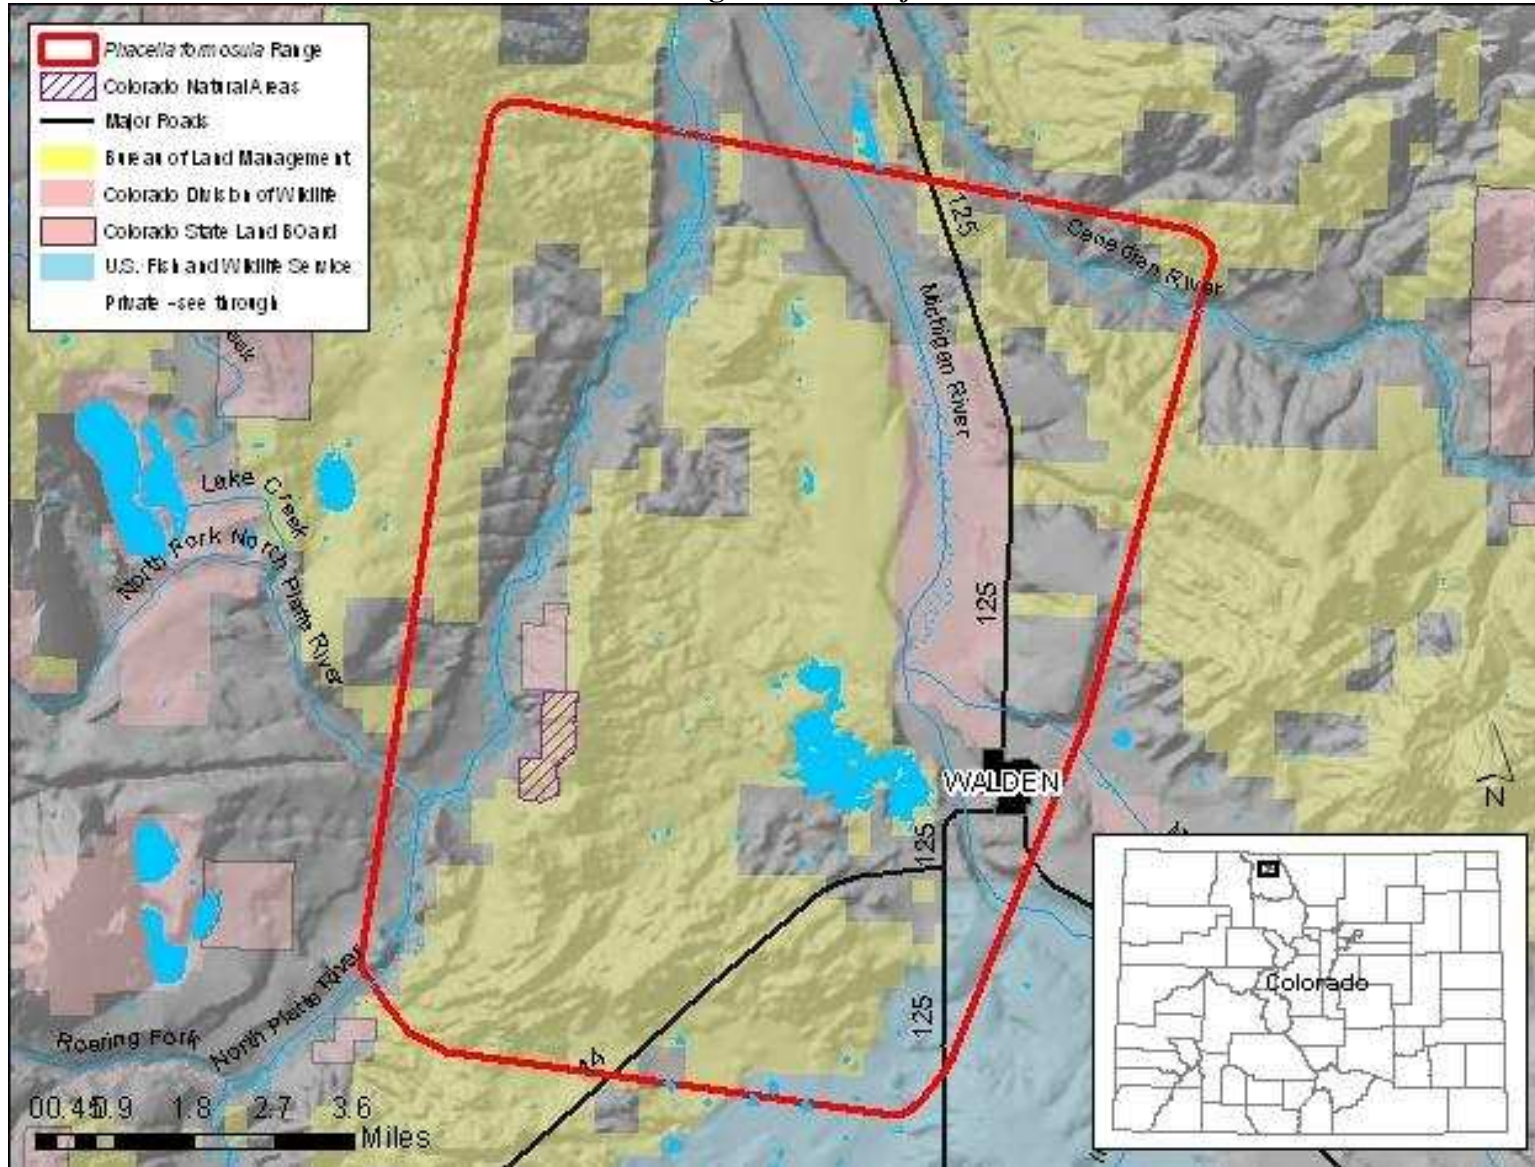 Phacelia formosula Range
Colorado Natural Areas
Major Roads
Bureau of Land Management
Colorado Division of Wildlife
Colorado State Land BOard
U.S. Fish and Wildlife Service
Private - see through
125
Canadian River
Michigan River
eek
Lake Creek
North Fork North Platte River
125
WALDEN
125
N
Colorado
125
North Platte River
Roaring Fork
14
0 0.45 0.9 1.8 2.7 3.6
Miles